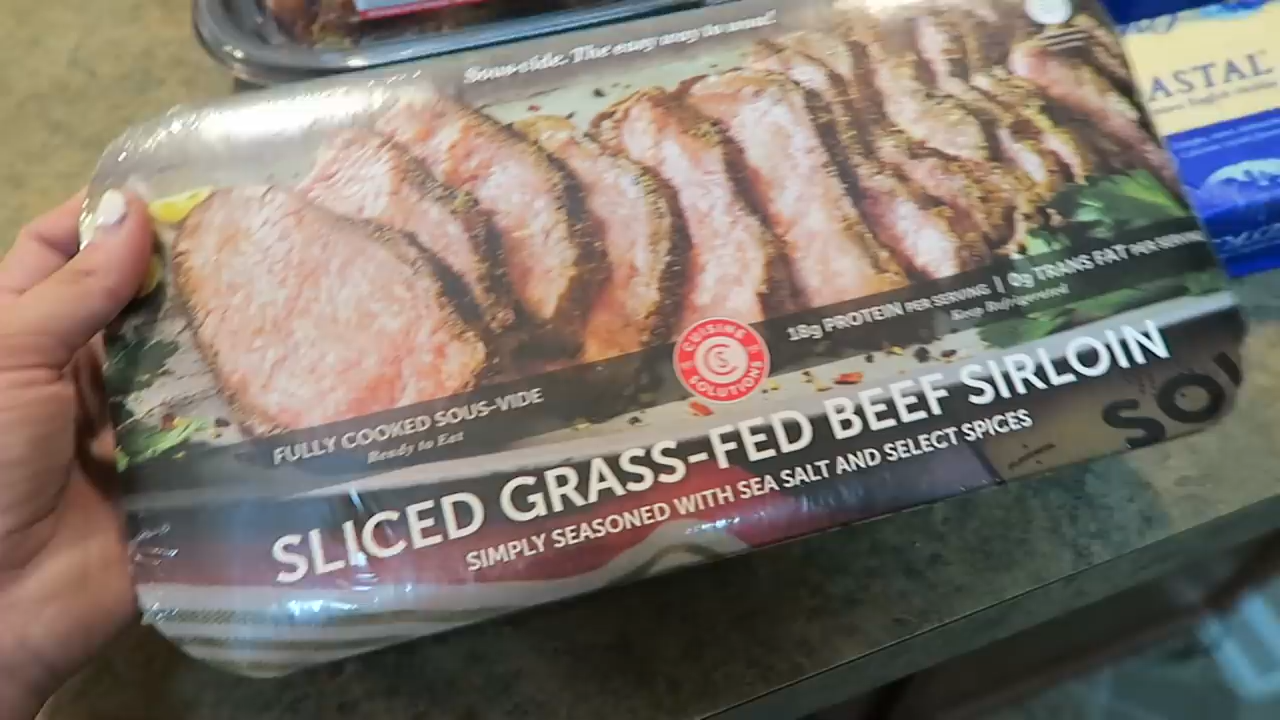 Sous-vide. The easy way to sous!
ASTAL
CUISINE
CS
SOLUTIONS
18g PROTEIN PER SERVING | 0g TRANS FAT PER SERVING
Keep Refrigerated
FULLY COOKED SOUS-VIDE
Ready to Eat
SLICED GRASS-FED BEEF SIRLOIN
SIMPLY SEASONED WITH SEA SALT AND SELECT SPICES
SOU